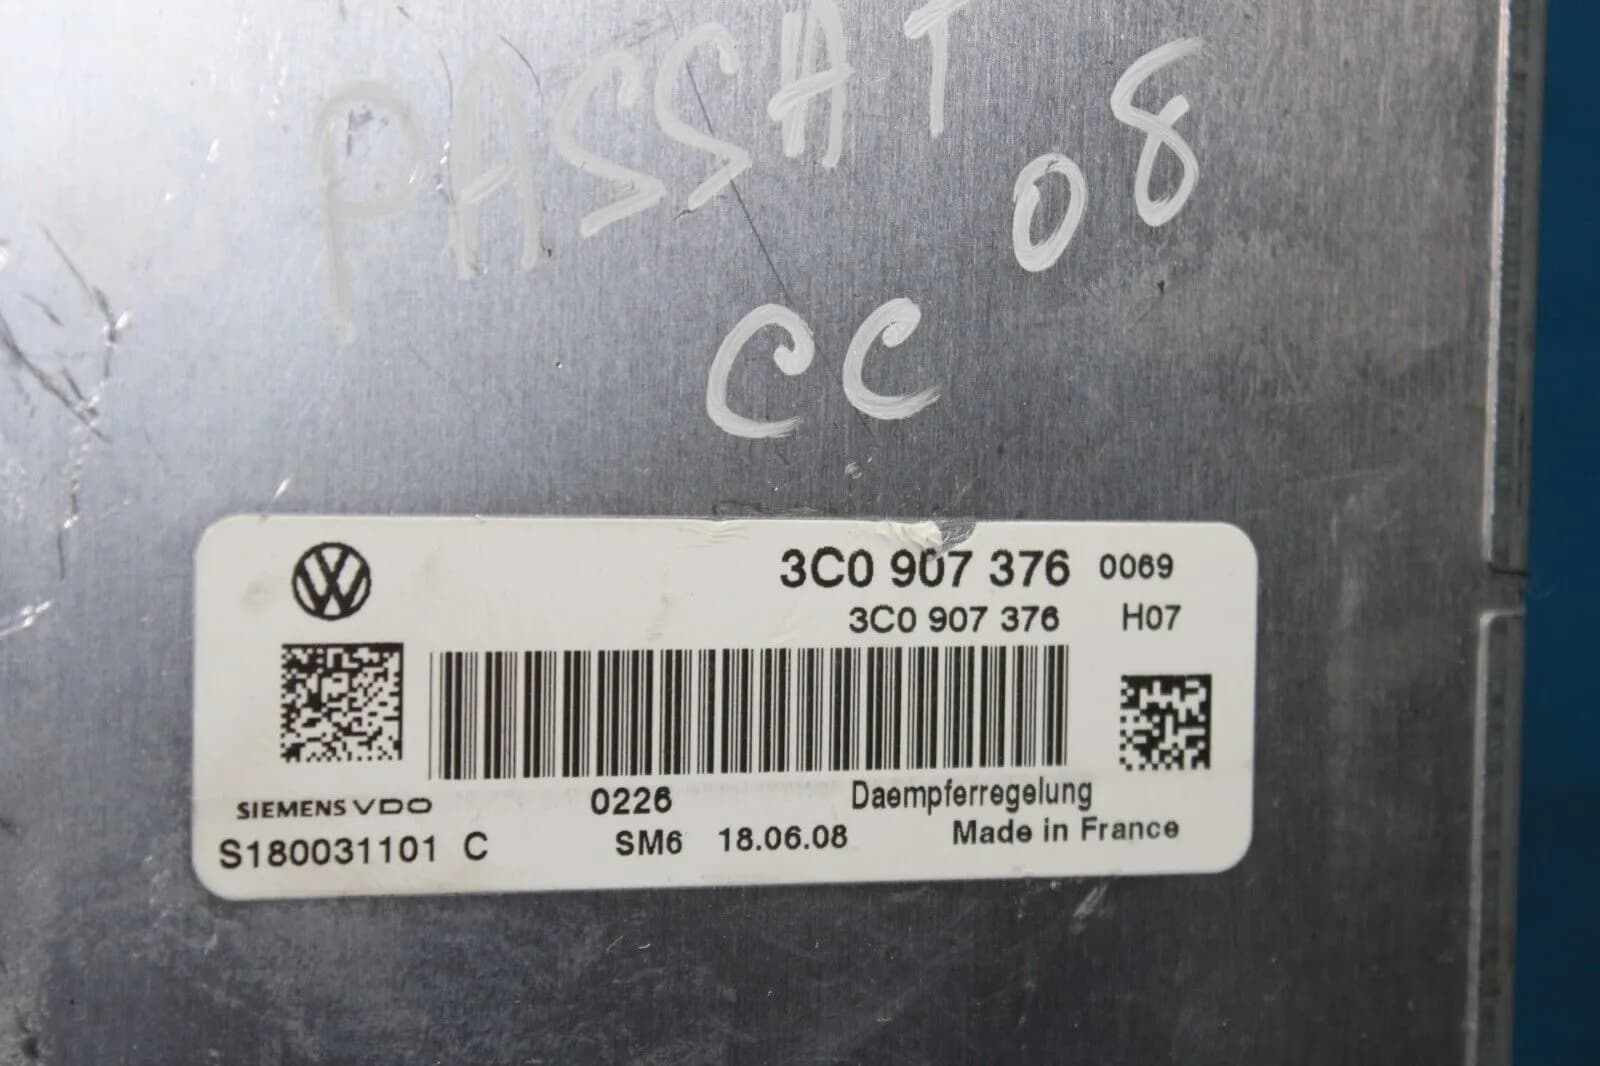 PASSAT 08
CC
3C0 907 376 0069
3C0 907 376 H07
SIEMENS VDO 0226 Daempferregelung
S180031101 C SM6 18.06.08 Made in France